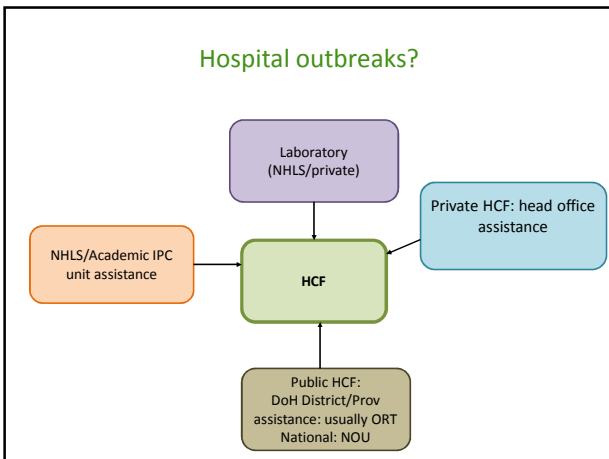 Hospital outbreaks?
Laboratory
(NHLS/private)
Private HCF: head office
assistance
NHLS/Academic IPC
unit assistance
HCF
Public HCF:
DoH District/Prov
assistance: usually ORT
National: NOU